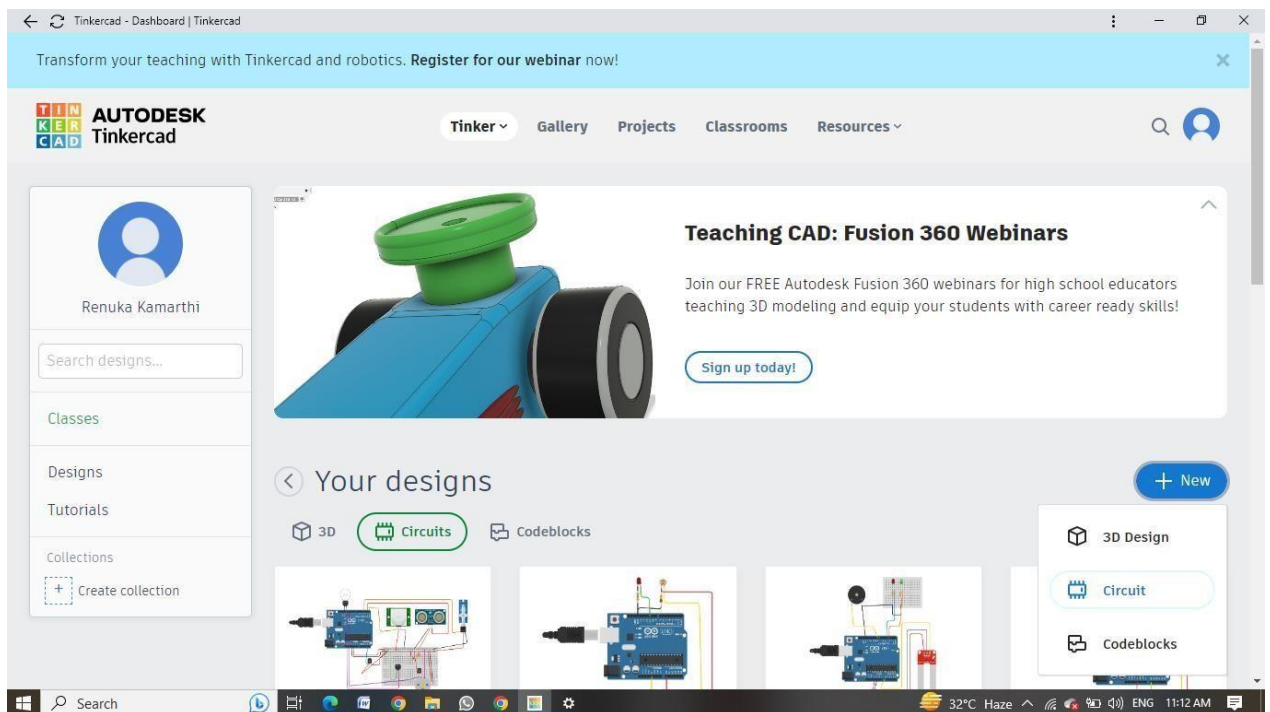 Tinkercad - Dashboard | Tinkercad
Transform your teaching with Tinkercad and robotics. Register for our webinar now!
TIN
KER
CAD
AUTODESK
Tinkercad
Tinker
Gallery
Projects
Classrooms
Resources
Renuka Kamarthi
Search designs...
Classes
Designs
Tutorials
Collections
+ Create collection
Teaching CAD: Fusion 360 Webinars
Join our FREE Autodesk Fusion 360 webinars for high school educators
teaching 3D modeling and equip your students with career ready skills!
Sign up today!
Your designs
+ New
3D
Circuits
Codeblocks
3D Design
Circuit
Codeblocks
Search
32°C Haze
ENG
11:12 AM